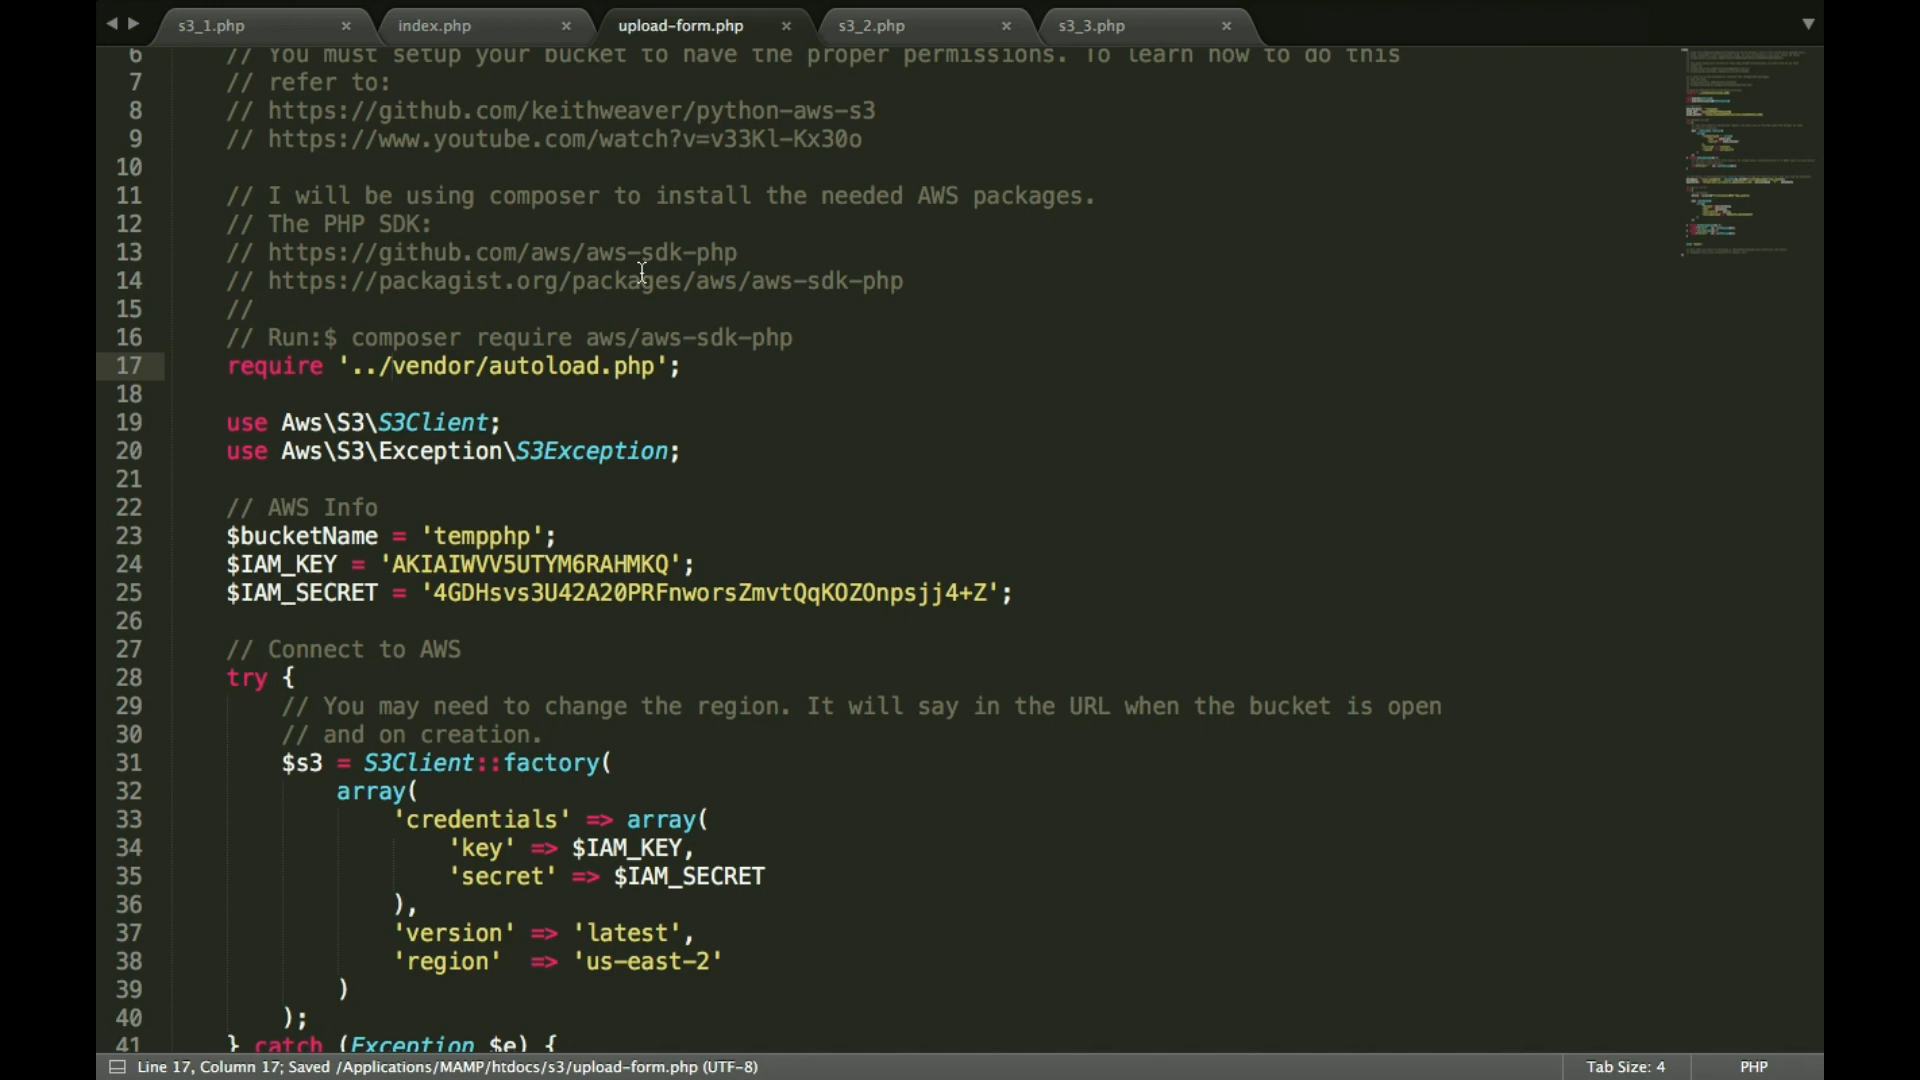 s3_1.php × index.php × upload-form.php × s3_2.php × s3_3.php ×
6 // You must setup your bucket to have the proper permissions. To learn how to do this
7 // refer to:
8 // https://github.com/keithweaver/python-aws-s3
9 // https://www.youtube.com/watch?v=v33Kl-Kx30o
10
11 // I will be using composer to install the needed AWS packages.
12 // The PHP SDK:
13 // https://github.com/aws/aws-sdk-php
14 // https://packagist.org/packages/aws/aws-sdk-php
15 //
16 // Run:$ composer require aws/aws-sdk-php
17 require '../vendor/autoload.php';
18
19 use Aws\S3\S3Client;
20 use Aws\S3\Exception\S3Exception;
21
22 // AWS Info
23 $bucketName = 'tempphp';
24 $IAM_KEY = 'AKIAIWVV5UTYM6RAHMKQ';
25 $IAM_SECRET = '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';
26
27 // Connect to AWS
28 try {
29 // You may need to change the region. It will say in the URL when the bucket is open
30 // and on creation.
31 $s3 = S3Client::factory(
32 array(
33 'credentials' => array(
34 'key' => $IAM_KEY,
35 'secret' => $IAM_SECRET
36 ),
37 'version' => 'latest',
38 'region' => 'us-east-2'
39 )
40 );
41 } catch (Exception $e) {
Line 17, Column 17; Saved /Applications/MAMP/htdocs/s3/upload-form.php (UTF-8) Tab Size: 4 PHP